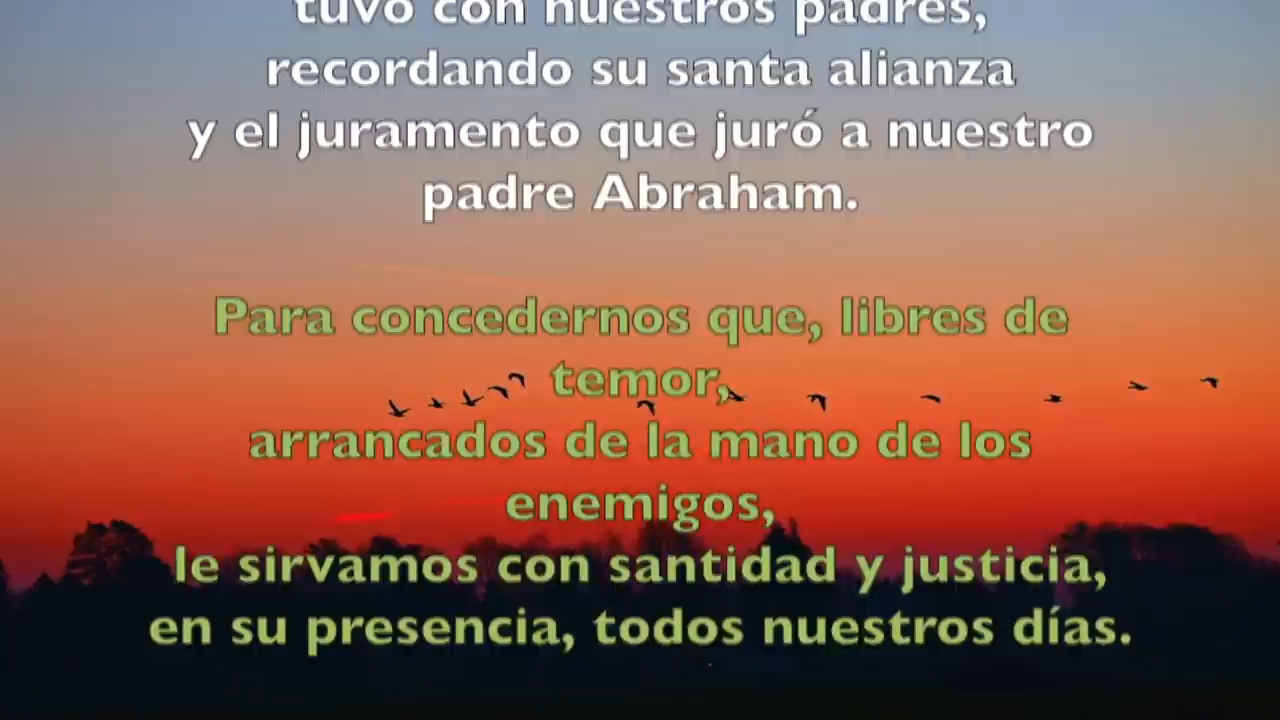 tuvo con nuestros padres,
recordando su santa alianza
y el juramento que juró a nuestro
padre Abraham.
Para concedernos que, libres de
temor,
arrancados de la mano de los
enemigos,
le sirvamos con santidad y justicia,
en su presencia, todos nuestros días.